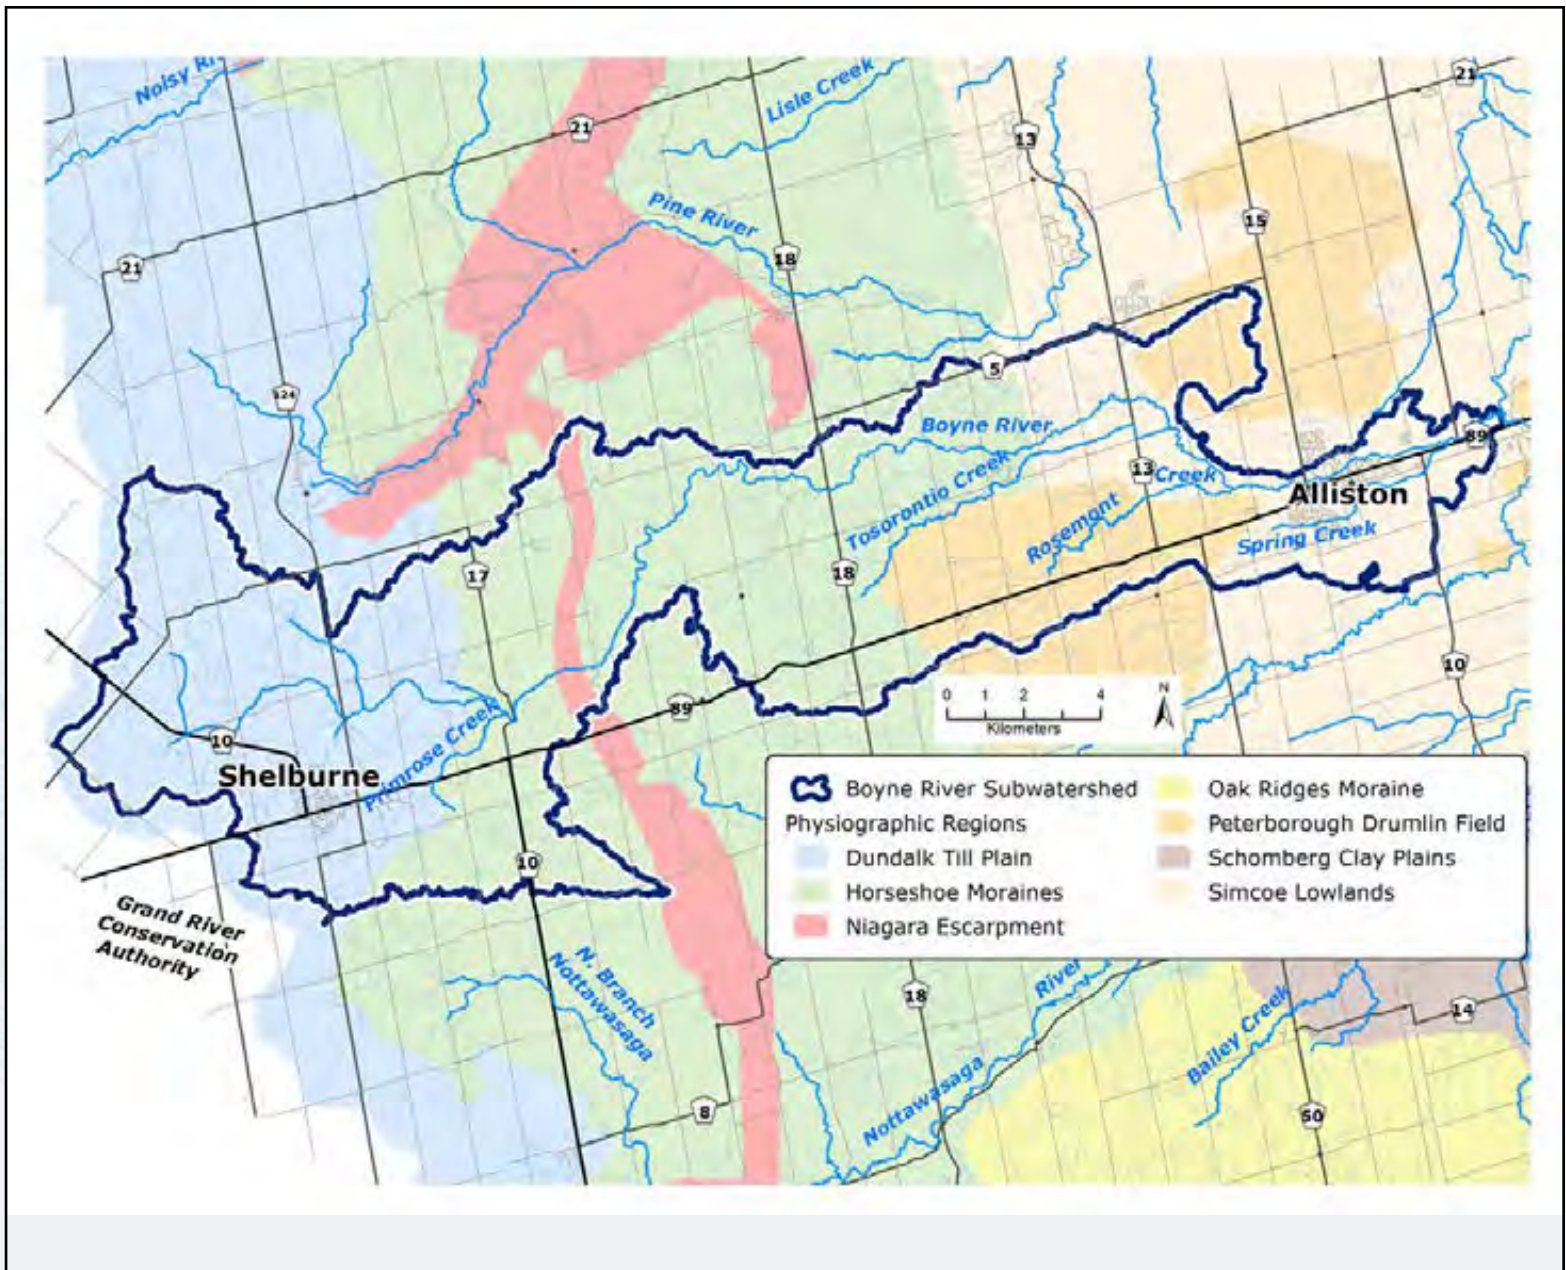 Noisy Ri
Lisle Creek
21
21
13
Pine River
15
18
21
124
5
Boyne River
89
13
Creek
Tosorontio Creek
Alliston
Rosemont
Spring Creek
17
18
10
0 1 2 4
Kilometers
N
89
Primrose Creek
10
Shelburne
Boyne River Subwatershed
Physiographic Regions
Dundalk Till Plain
Horseshoe Moraines
Niagara Escarpment
Oak Ridges Moraine
Peterborough Drumlin Field
Schomberg Clay Plains
Simcoe Lowlands
10
Grand River
Conservation
Authority
N. Branch
Nottawasaga
18
River
14
Bailey Creek
Nottawasaga
8
50